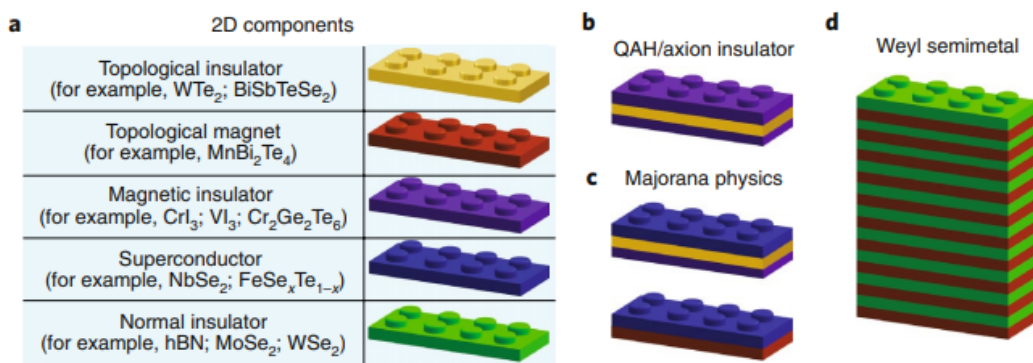 a
2D components
Topological insulator
(for example, WTe₂; BiSbTeSe₂)
Topological magnet
(for example, MnBi₂Te₄)
Magnetic insulator
(for example, CrI₃; VI₃; Cr₂Ge₂Te₆)
Superconductor
(for example, NbSe₂; FeSeₓTe₁₋ₓ)
Normal insulator
(for example, hBN; MoSe₂; WSe₂)
b
QAH/axion insulator
c
Majorana physics
d
Weyl semimetal